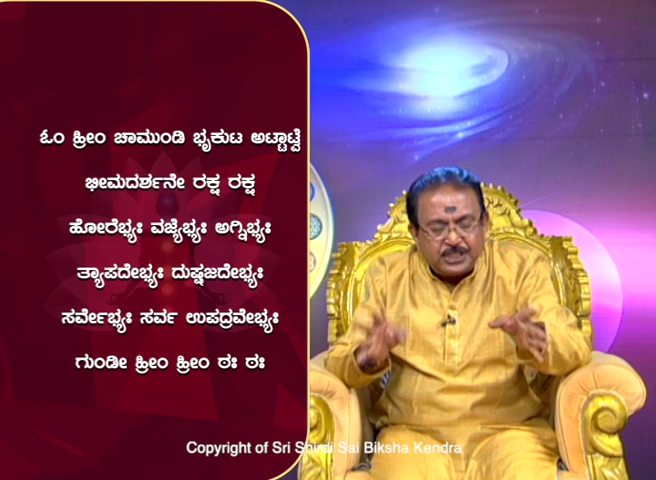 ಓಂ ಹ್ರೀಂ ಚಾಮುಂಡಿ ಭೃಕುಟ ಅಟ್ಟಾಟ್ಟೆ
ಭೀಮದರ್ಶನೇ ರಕ್ಷ ರಕ್ಷ
ಹೋರೆಭ್ಯಃ ವಜ್ಯೆಭ್ಯಃ ಅಗ್ನಿಭ್ಯಃ
ತ್ಯಾಪದೇಭ್ಯಃ ದುಷ್ಷಜದೇಭ್ಯಃ
ಸರ್ವೇಭ್ಯಃ ಸರ್ವ ಉಪದ್ರವೇಭ್ಯಃ
ಗುಂಡೀ ಹ್ರೀಂ ಹ್ರೀಂ ಠಃ ಠಃ
Copyright of Sri Shirdi Sai Biksha Kendra